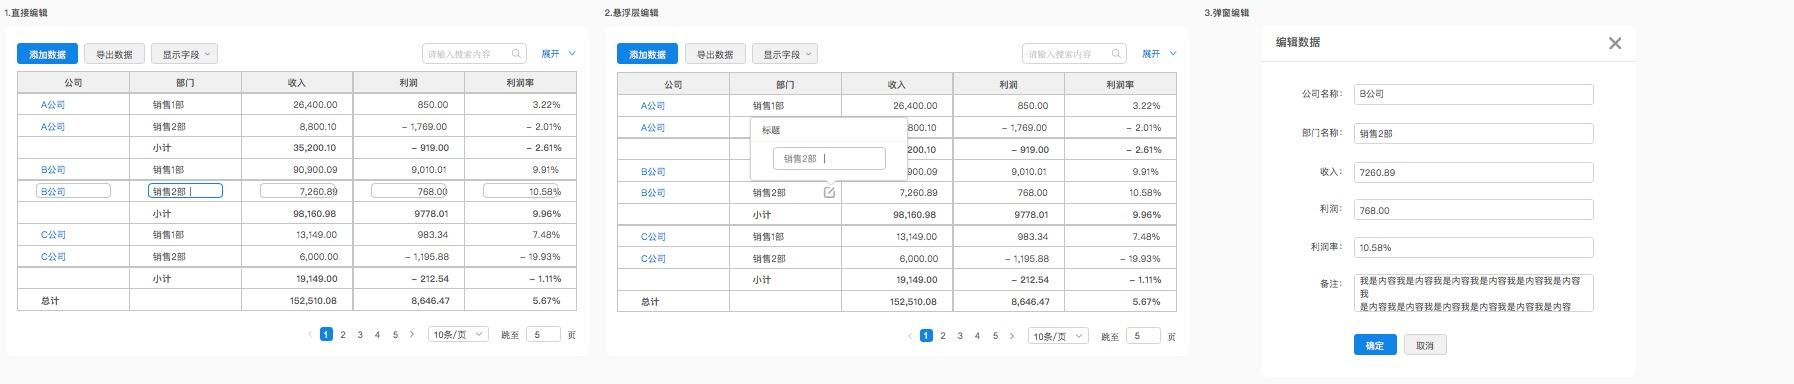 1.直接编辑
添加数据 导出数据 显示字段 请输入搜索内容 展开
公司 部门 收入 利润 利润率
A公司 销售1部 26,400.00 850.00 3.22%
A公司 销售2部 8,800.10 – 1,769.00 – 2.01%
小计 35,200.10 – 919.00 – 2.61%
B公司 销售1部 90,900.09 9,010.01 9.91%
B公司 销售2部 7,260.89 768.00 10.58%
小计 98,160.98 9778.01 9.96%
C公司 销售1部 13,149.00 983.34 7.48%
C公司 销售2部 6,000.00 – 1,195.88 – 19.93%
小计 19,149.00 – 212.54 – 1.11%
总计 152,510.08 8,646.47 5.67%
1 2 3 4 5 10条/页 跳至 5 页
2.悬浮层编辑
添加数据 导出数据 显示字段 请输入搜索内容 展开
公司 部门 收入 利润 利润率
A公司 销售1部 26,400.00 850.00 3.22%
A公司 800.10 – 1,769.00 – 2.01%
标题
200.10 – 919.00 – 2.61%
销售2部
B公司 900.09 9,010.01 9.91%
B公司 销售2部 7,260.89 768.00 10.58%
小计 98,160.98 9778.01 9.96%
C公司 销售1部 13,149.00 983.34 7.48%
C公司 销售2部 6,000.00 – 1,195.88 – 19.93%
小计 19,149.00 – 212.54 – 1.11%
总计 152,510.08 8,646.47 5.67%
1 2 3 4 5 10条/页 跳至 5 页
3.弹窗编辑
编辑数据
公司名称： B公司
部门名称： 销售2部
收入： 7260.89
利润： 768.00
利润率： 10.58%
备注： 我是内容我是内容我是内容我是内容我是内容我是内容
我
是内容我是内容我是内容我是内容我是内容我是内容
确定 取消